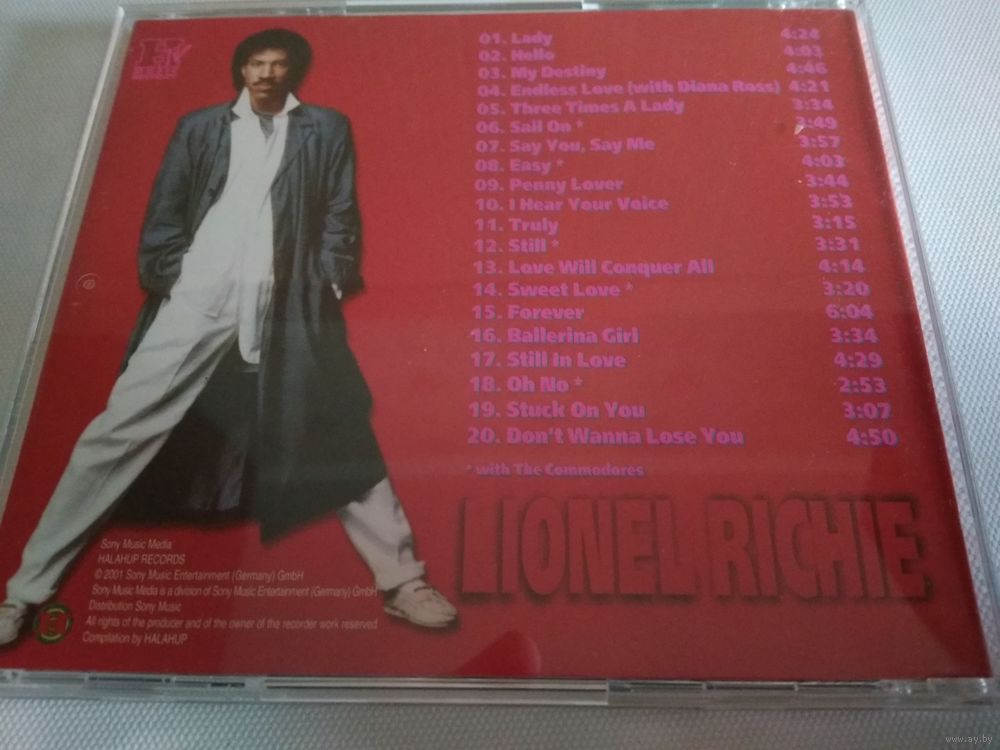 MUSIC
01. Lady 4:24
02. Hello 4:03
03. My Destiny 4:46
04. Endless Love (with Diana Ross) 4:21
05. Three Times A Lady 3:34
06. Sail On * 3:49
07. Say You, Say Me 3:57
08. Easy * 4:03
09. Penny Lover 3:44
10. I Hear Your Voice 3:53
11. Truly 3:15
12. Still * 3:31
13. Love Will Conquer All 4:14
14. Sweet Love * 3:20
15. Forever 6:04
16. Ballerina Girl 3:34
17. Still In Love 4:29
18. Oh No * 2:53
19. Stuck On You 3:07
20. Don't Wanna Lose You 4:50
* with The Commodores
LIONEL RICHIE
Sony Music Media
HALAHUP RECORDS
© 2001 Sony Music Entertainment (Germany) GmbH
Sony Music Media is a division of Sony Music Entertainment (Germany) GmbH
Distribution Sony Music
All rights of the producer and of the owner of the recorder work reserved
Compilation by HALAHUP
www.ay.by